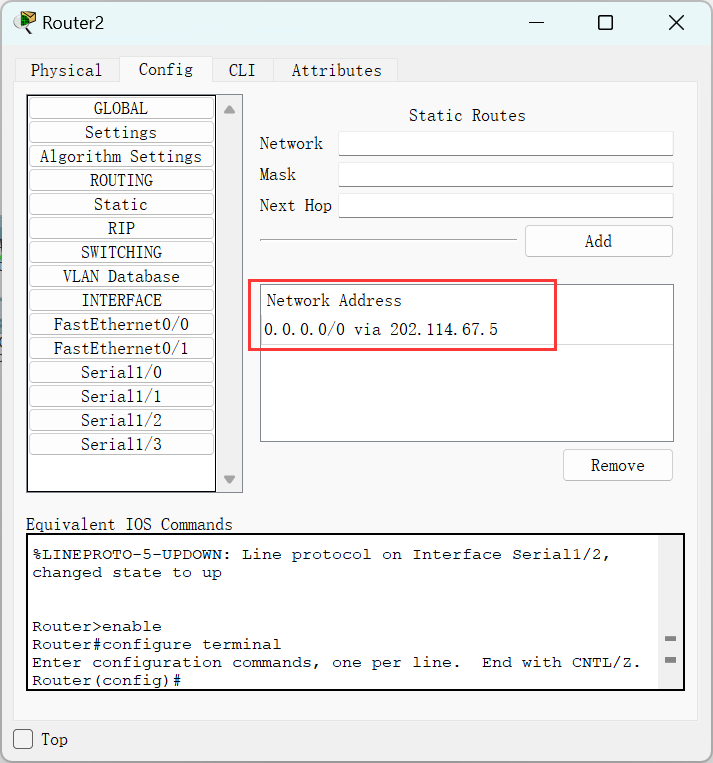 Router2
Physical Config CLI Attributes
GLOBAL
Settings
Algorithm Settings
ROUTING
Static
RIP
SWITCHING
VLAN Database
INTERFACE
FastEthernet0/0
FastEthernet0/1
Serial1/0
Serial1/1
Serial1/2
Serial1/3
Static Routes
Network
Mask
Next Hop
Add
Network Address
0.0.0.0/0 via 202.114.67.5
Remove
Equivalent IOS Commands
%LINEPROTO-5-UPDOWN: Line protocol on Interface Serial1/2,
changed state to up
Router>enable
Router#configure terminal
Enter configuration commands, one per line.  End with CNTL/Z.
Router(config)#
Top